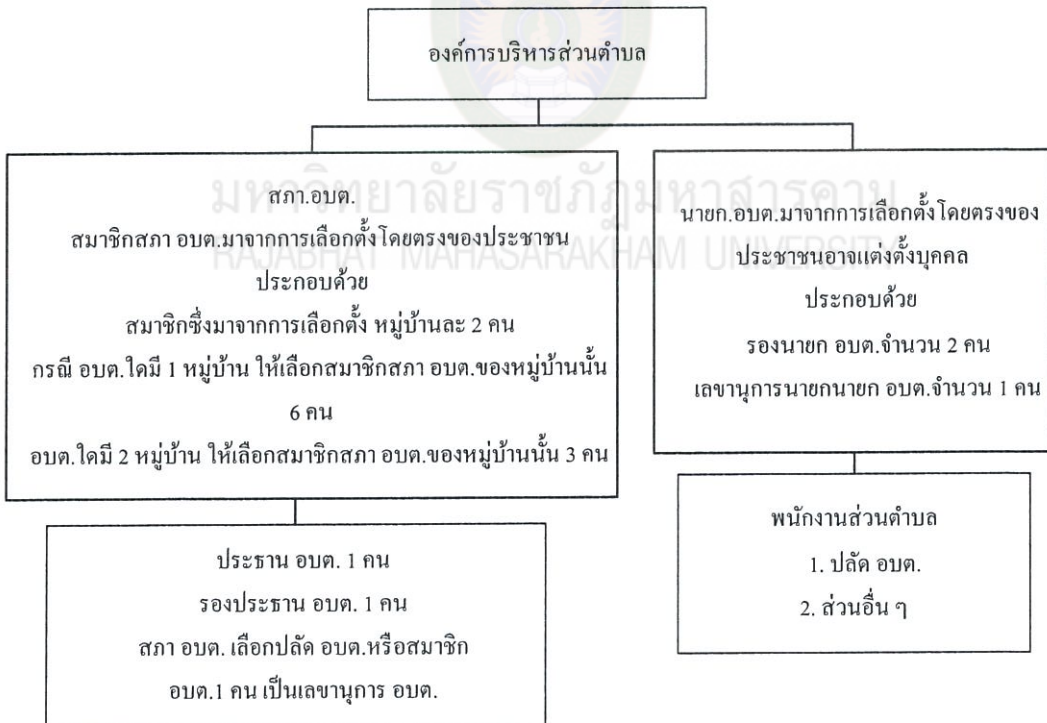 องค์การบริหารส่วนตำบล
มหาวิทยาลัยราชภัฏมหาสารคาม
RAJABHAT MAHASARAKHAM UNIVERSITY
สภา.อบต.
สมาชิกสภา อบต.มาจากการเลือกตั้งโดยตรงของประชาชน
ประกอบด้วย
สมาชิกซึ่งมาจากการเลือกตั้ง หมู่บ้านละ 2 คน
กรณี อบต.ใดมี 1 หมู่บ้าน ให้เลือกสมาชิกสภา อบต.ของหมู่บ้านนั้น
6 คน
อบต.ใดมี 2 หมู่บ้าน ให้เลือกสมาชิกสภา อบต.ของหมู่บ้านนั้น 3 คน
นายก.อบต.มาจากการเลือกตั้งโดยตรงของ
ประชาชนอาจแต่งตั้งบุคคล
ประกอบด้วย
รองนายก อบต.จำนวน 2 คน
เลขานุการนายกนายก อบต.จำนวน 1 คน
ประธาน อบต. 1 คน
รองประธาน อบต. 1 คน
สภา อบต. เลือกปลัด อบต.หรือสมาชิก
อบต.1 คน เป็นเลขานุการ อบต.
พนักงานส่วนตำบล
1. ปลัด อบต.
2. ส่วนอื่น ๆ